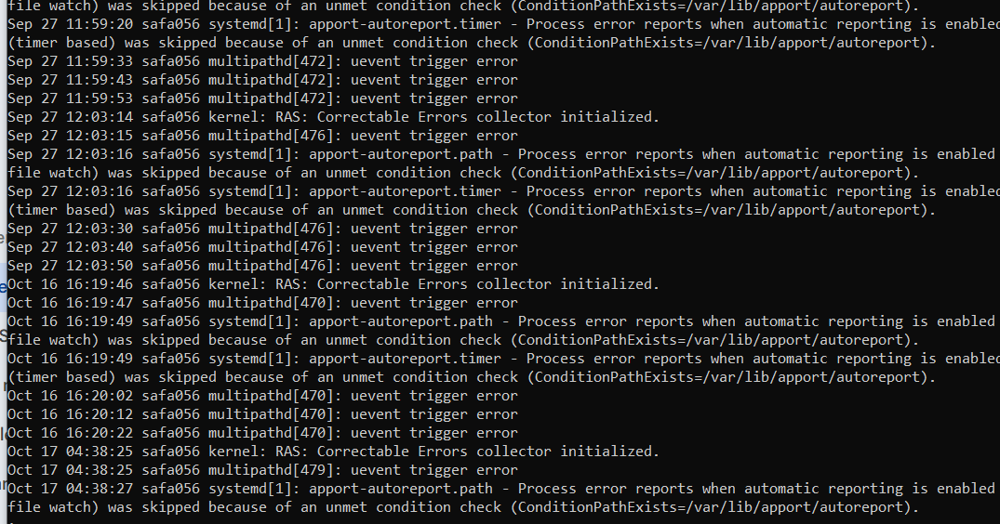 file watch) was skipped because of an unmet condition check (ConditionPathExists=/var/lib/apport/autoreport).
Sep 27 11:59:20 safa056 systemd[1]: apport-autoreport.timer - Process error reports when automatic reporting is enabled
(timer based) was skipped because of an unmet condition check (ConditionPathExists=/var/lib/apport/autoreport).
Sep 27 11:59:33 safa056 multipathd[472]: uevent trigger error
Sep 27 11:59:43 safa056 multipathd[472]: uevent trigger error
Sep 27 11:59:53 safa056 multipathd[472]: uevent trigger error
Sep 27 12:03:14 safa056 kernel: RAS: Correctable Errors collector initialized.
Sep 27 12:03:15 safa056 multipathd[476]: uevent trigger error
Sep 27 12:03:16 safa056 systemd[1]: apport-autoreport.path - Process error reports when automatic reporting is enabled
file watch) was skipped because of an unmet condition check (ConditionPathExists=/var/lib/apport/autoreport).
Sep 27 12:03:16 safa056 systemd[1]: apport-autoreport.timer - Process error reports when automatic reporting is enabled
(timer based) was skipped because of an unmet condition check (ConditionPathExists=/var/lib/apport/autoreport).
Sep 27 12:03:30 safa056 multipathd[476]: uevent trigger error
Sep 27 12:03:40 safa056 multipathd[476]: uevent trigger error
Sep 27 12:03:50 safa056 multipathd[476]: uevent trigger error
Oct 16 16:19:46 safa056 kernel: RAS: Correctable Errors collector initialized.
Oct 16 16:19:47 safa056 multipathd[470]: uevent trigger error
Oct 16 16:19:49 safa056 systemd[1]: apport-autoreport.path - Process error reports when automatic reporting is enabled
file watch) was skipped because of an unmet condition check (ConditionPathExists=/var/lib/apport/autoreport).
Oct 16 16:19:49 safa056 systemd[1]: apport-autoreport.timer - Process error reports when automatic reporting is enabled
(timer based) was skipped because of an unmet condition check (ConditionPathExists=/var/lib/apport/autoreport).
Oct 16 16:20:02 safa056 multipathd[470]: uevent trigger error
Oct 16 16:20:12 safa056 multipathd[470]: uevent trigger error
Oct 16 16:20:22 safa056 multipathd[470]: uevent trigger error
Oct 17 04:38:25 safa056 kernel: RAS: Correctable Errors collector initialized.
Oct 17 04:38:25 safa056 multipathd[479]: uevent trigger error
Oct 17 04:38:27 safa056 systemd[1]: apport-autoreport.path - Process error reports when automatic reporting is enabled
file watch) was skipped because of an unmet condition check (ConditionPathExists=/var/lib/apport/autoreport).